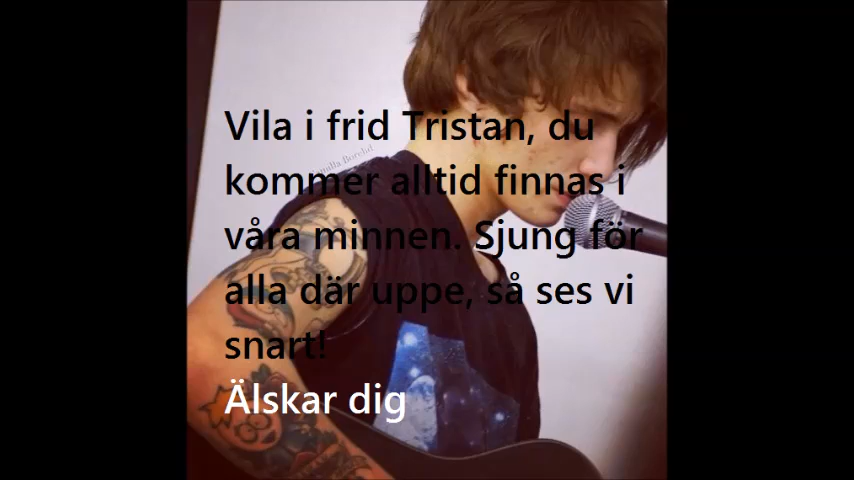 Vila i frid Tristan, du
kommer alltid finnas i
våra minnen. Sjung för
alla där uppe, så ses vi
snart!
Älskar dig